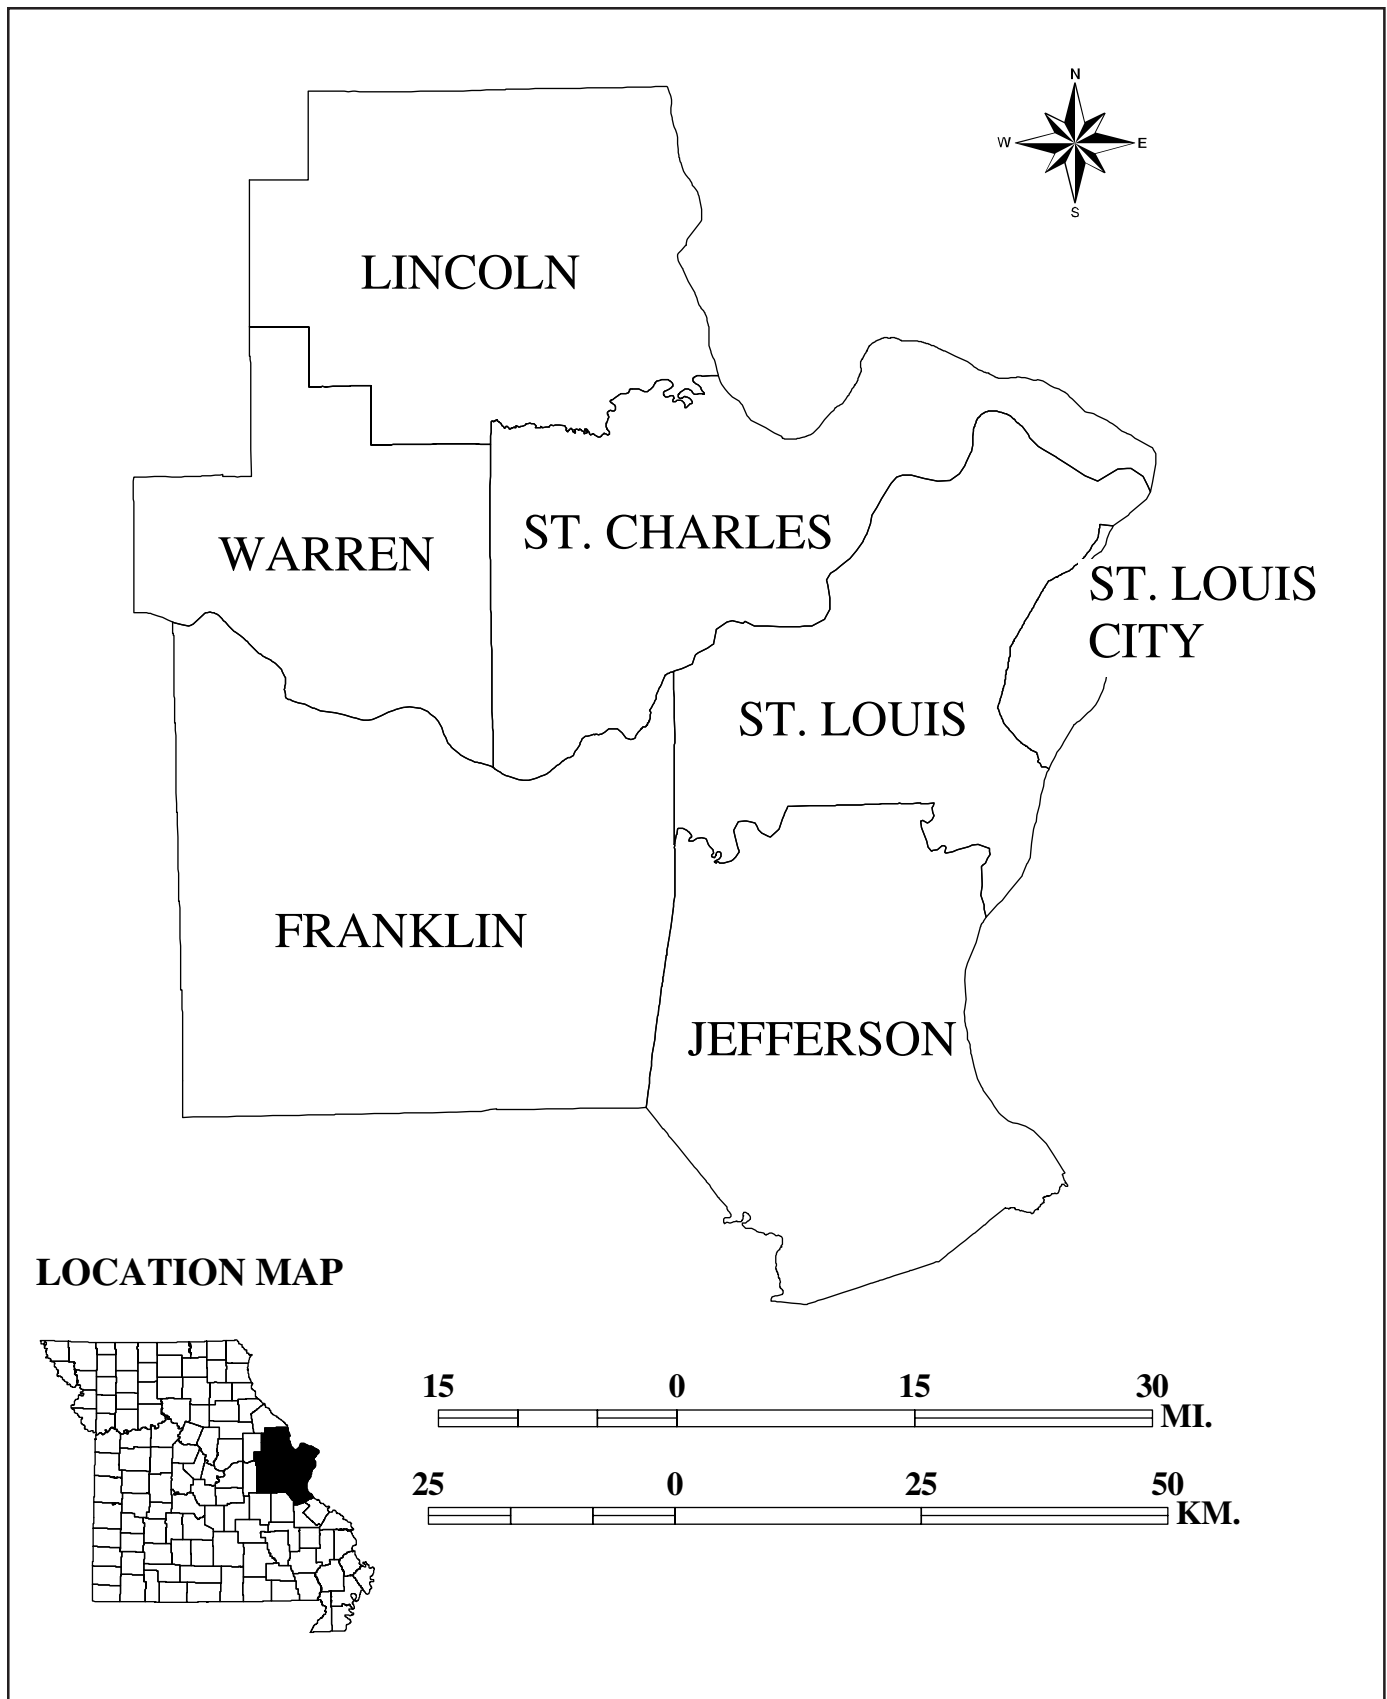 N
W E
S
LINCOLN
WARREN
ST. CHARLES
ST. LOUIS
CITY
ST. LOUIS
FRANKLIN
JEFFERSON
LOCATION MAP
15 0 15 30
MI.
25 0 25 50
KM.